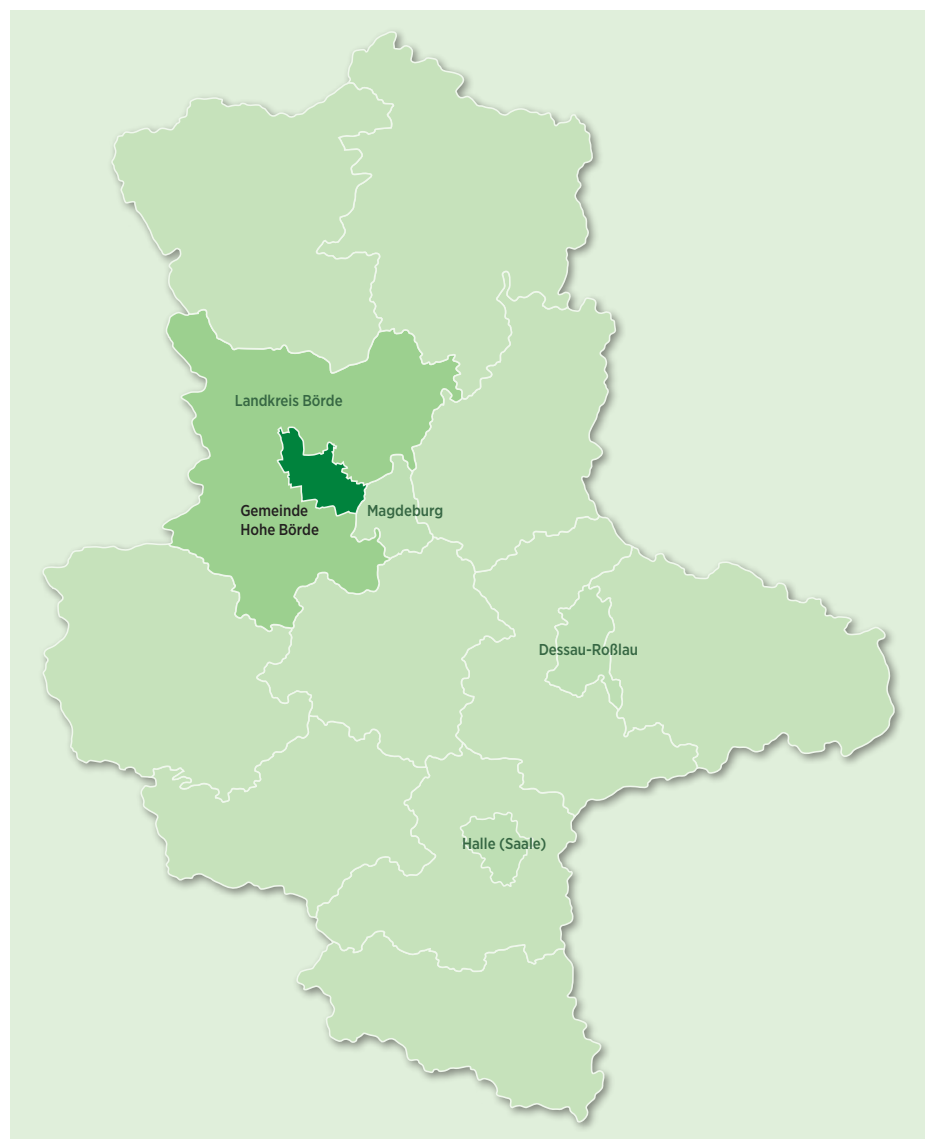 Landkreis Börde
Gemeinde
Hohe Börde
Magdeburg
Dessau-Roßlau
Halle (Saale)